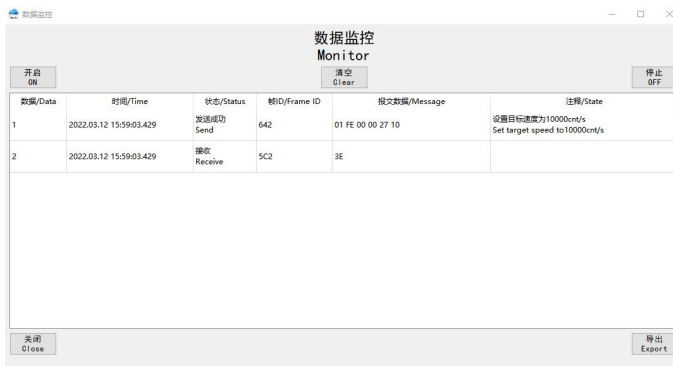 数据监控
数据监控
Monitor
开启
ON
清空
Clear
停止
OFF
数据/Data 时间/Time 状态/Status 帧ID/Frame ID 报文数据/Message 注释/State
1 2022.03.12 15:59:03.429 发送成功 Send 642 01 FE 00 00 27 10 设置目标速度为10000cnt/s Set target speed to10000cnt/s
2 2022.03.12 15:59:03.429 接收 Receive 5C2 3E
关闭
Close
导出
Export